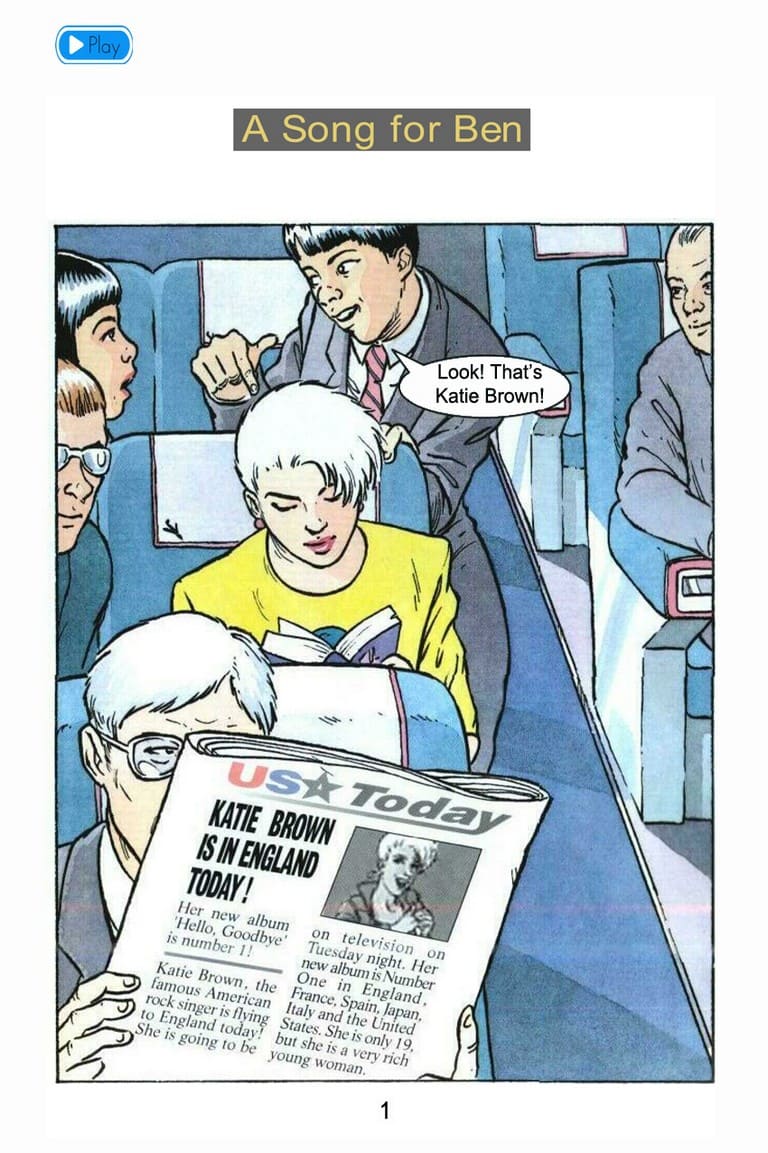 Play
A Song for Ben
Look! That's
Katie Brown!
USA Today
KATIE BROWN
IS IN ENGLAND
TODAY!
Her new album
'Hello, Goodbye'
is number 1!
Katie Brown, the
famous American
rock singer is flying
to England today!
She is going to be
on television on
Tuesday night. Her
new album is Number
One in England,
France, Spain, Japan,
Italy and the United
States. She is only 19,
but she is a very rich
young woman.
1